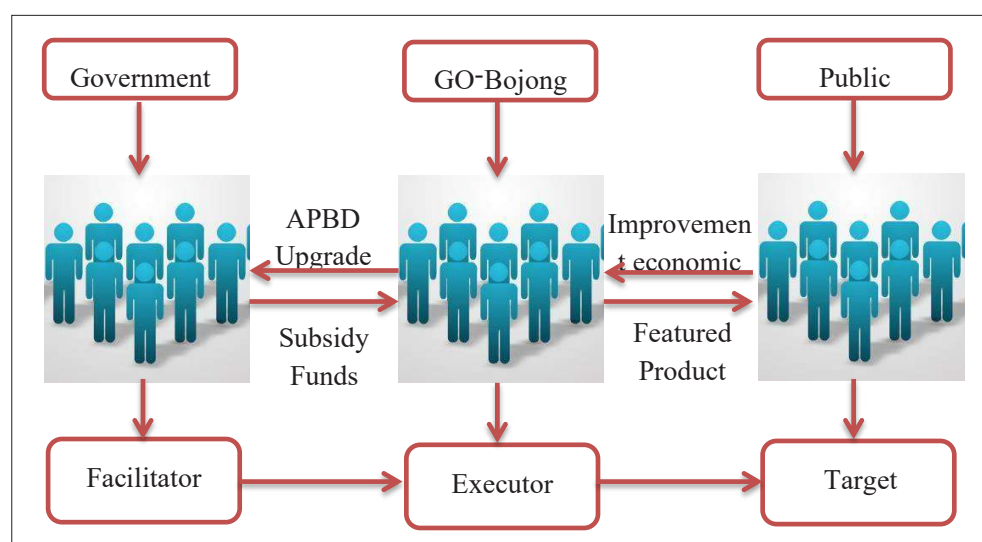 Government
GO-Bojong
Public
APBD
Upgrade
Improvemen
t economic
Subsidy
Funds
Featured
Product
Facilitator
Executor
Target